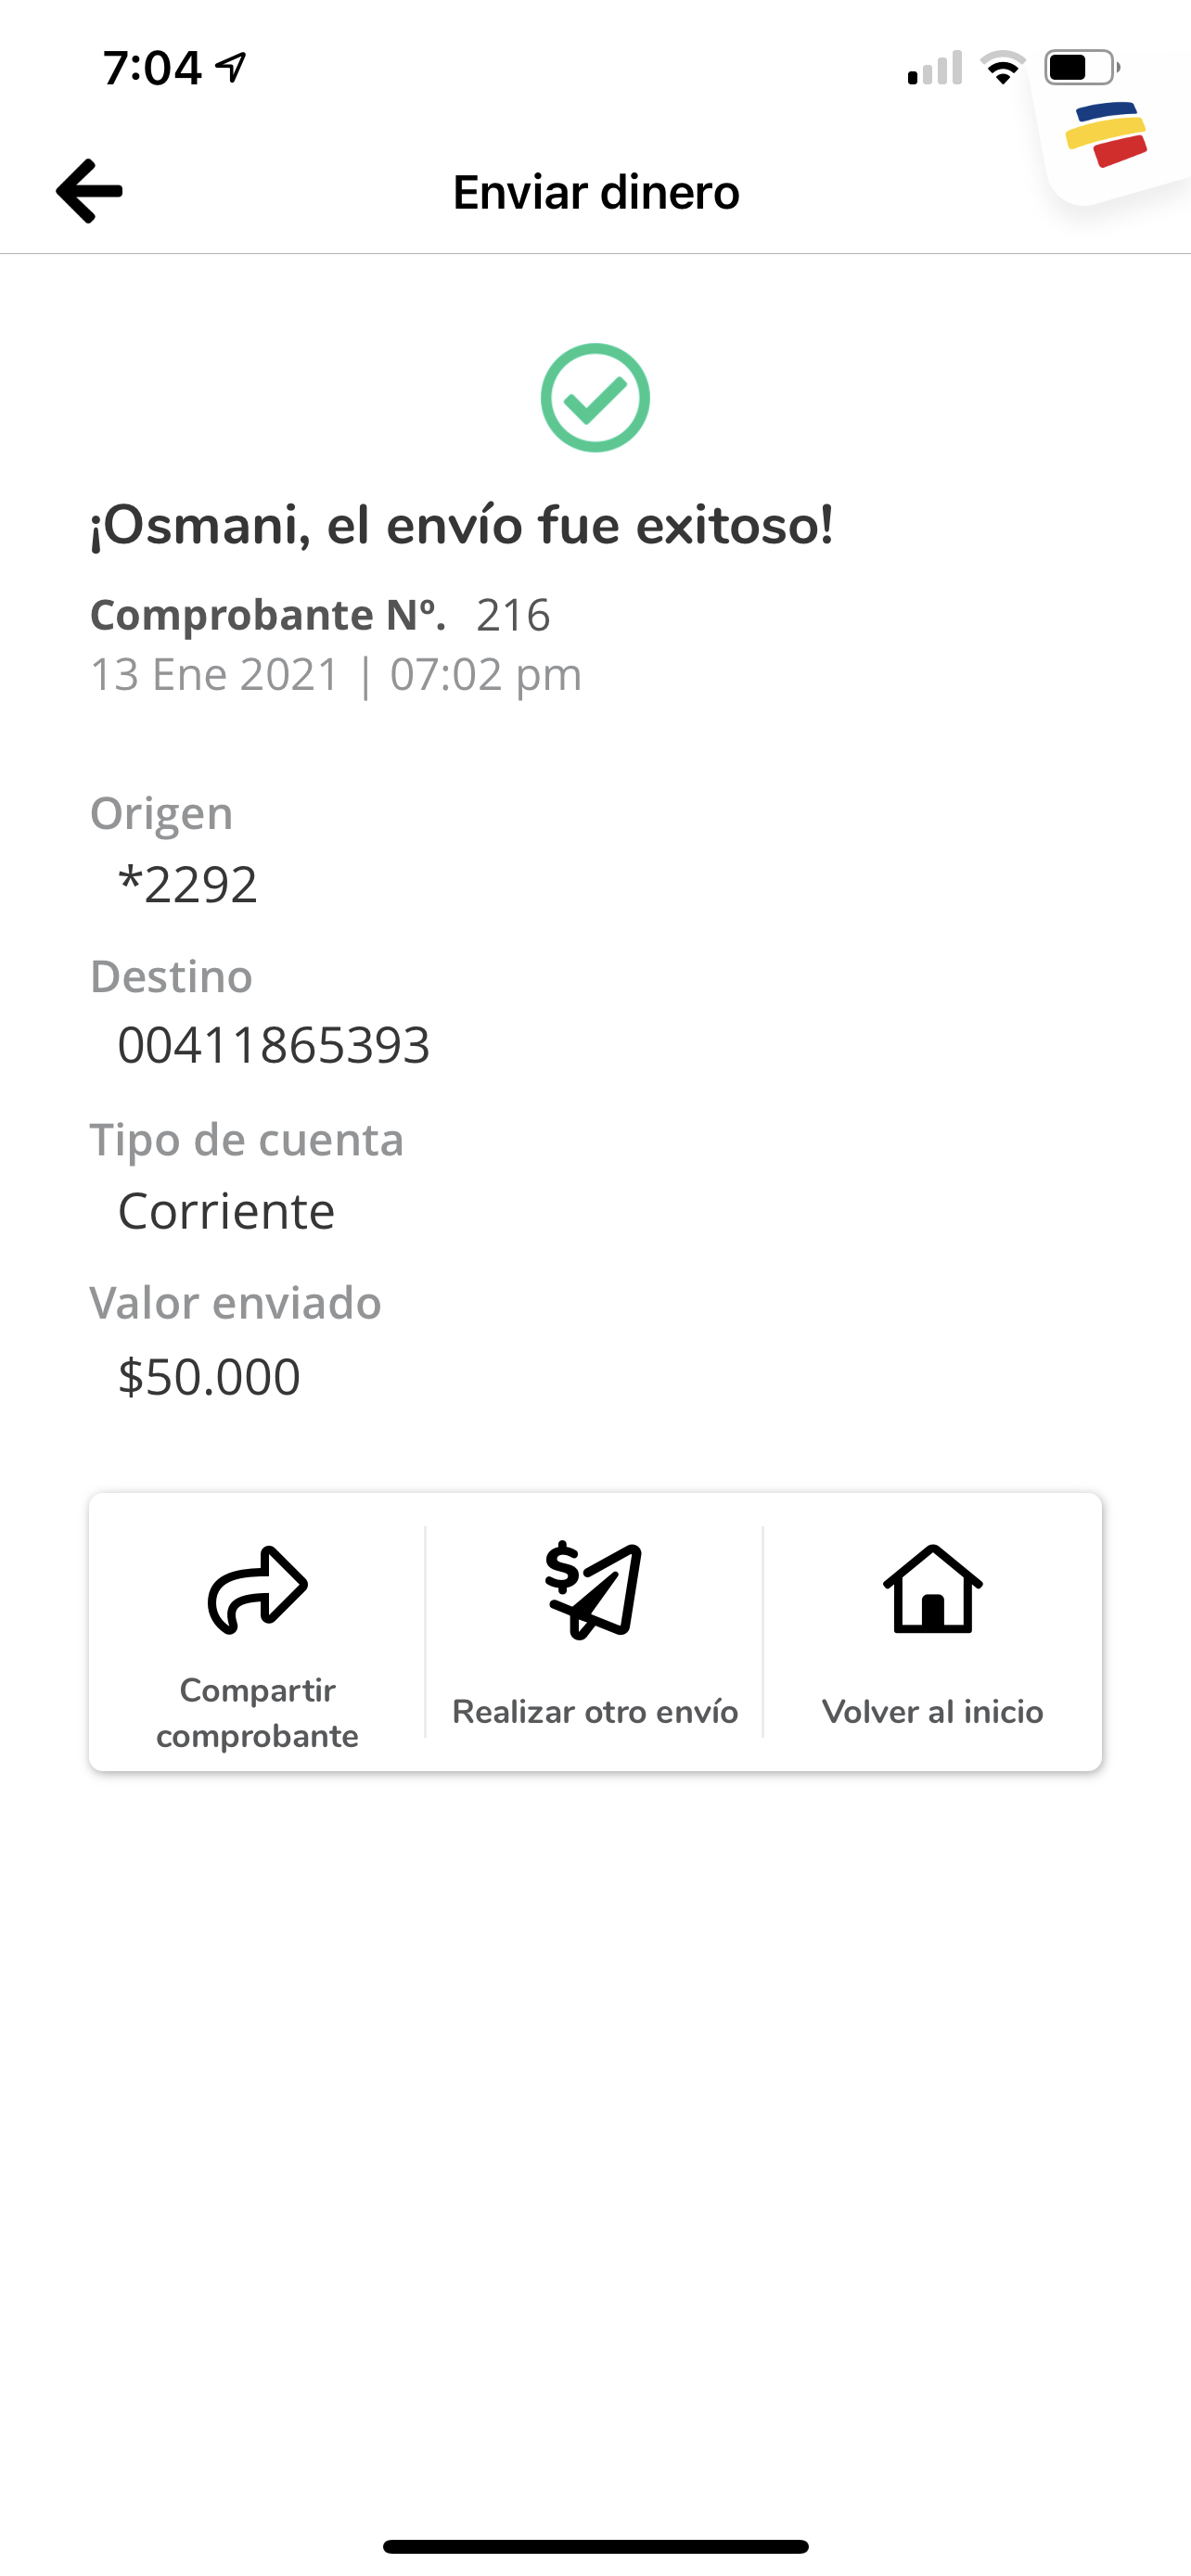 7:04
Enviar dinero
¡Osmani, el envío fue exitoso!
Comprobante Nº. 216
13 Ene 2021 | 07:02 pm
Origen
*2292
Destino
00411865393
Tipo de cuenta
Corriente
Valor enviado
$50.000
Compartir
comprobante
Realizar otro envío
Volver al inicio